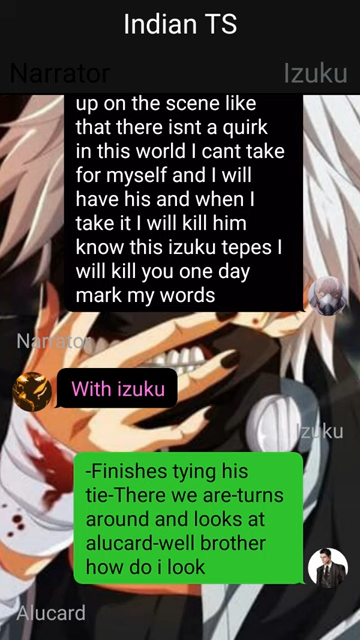 Indian TS
Narrator
Izuku
up on the scene like
that there isnt a quirk
in this world I cant take
for myself and I will
have his and when I
take it I will kill him
know this izuku tepes I
will kill you one day
mark my words
Narrator
With izuku
Izuku
-Finishes tying his
tie-There we are-turns
around and looks at
alucard-well brother
how do i look
Alucard